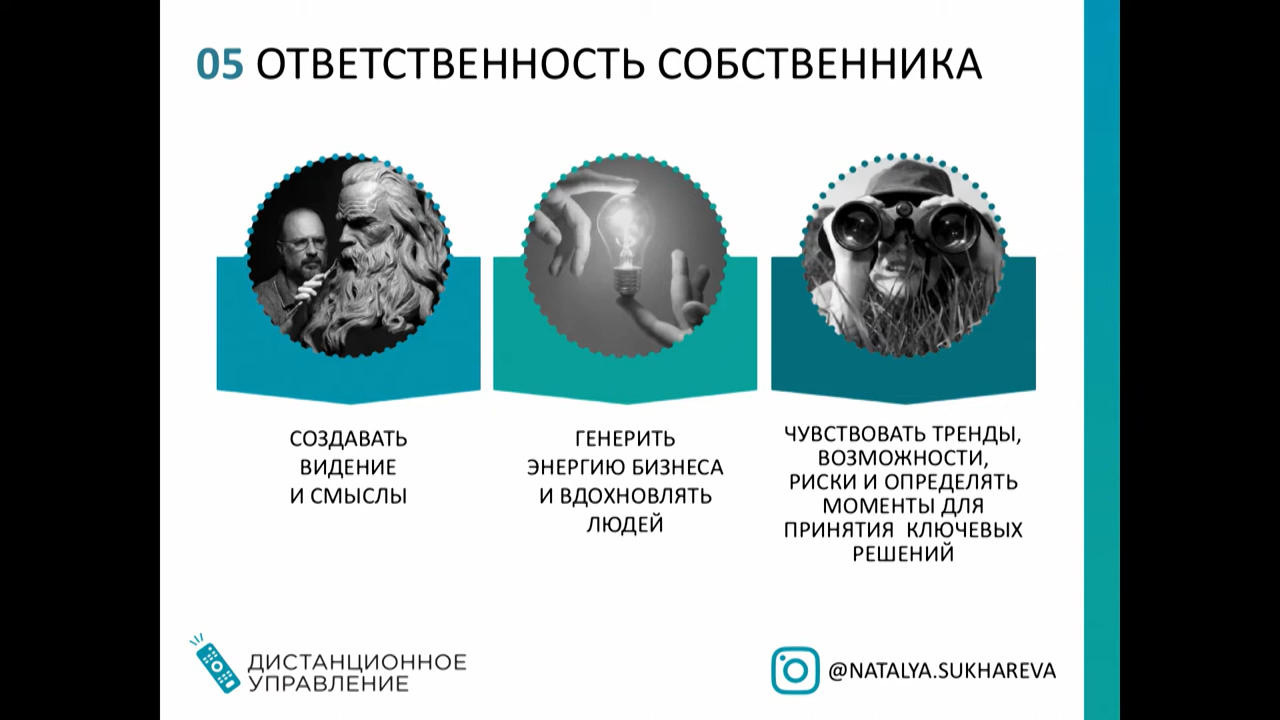 05 ОТВЕТСТВЕННОСТЬ СОБСТВЕННИКА
СОЗДАВАТЬ
ВИДЕНИЕ
И СМЫСЛЫ
ГЕНЕРИТЬ
ЭНЕРГИЮ БИЗНЕСА
И ВДОХНОВЛЯТЬ
ЛЮДЕЙ
ЧУВСТВОВАТЬ ТРЕНДЫ,
ВОЗМОЖНОСТИ,
РИСКИ И ОПРЕДЕЛЯТЬ
МОМЕНТЫ ДЛЯ
ПРИНЯТИЯ КЛЮЧЕВЫХ
РЕШЕНИЙ
ДИСТАНЦИОННОЕ
УПРАВЛЕНИЕ
@NATALYA.SUKHAREVA